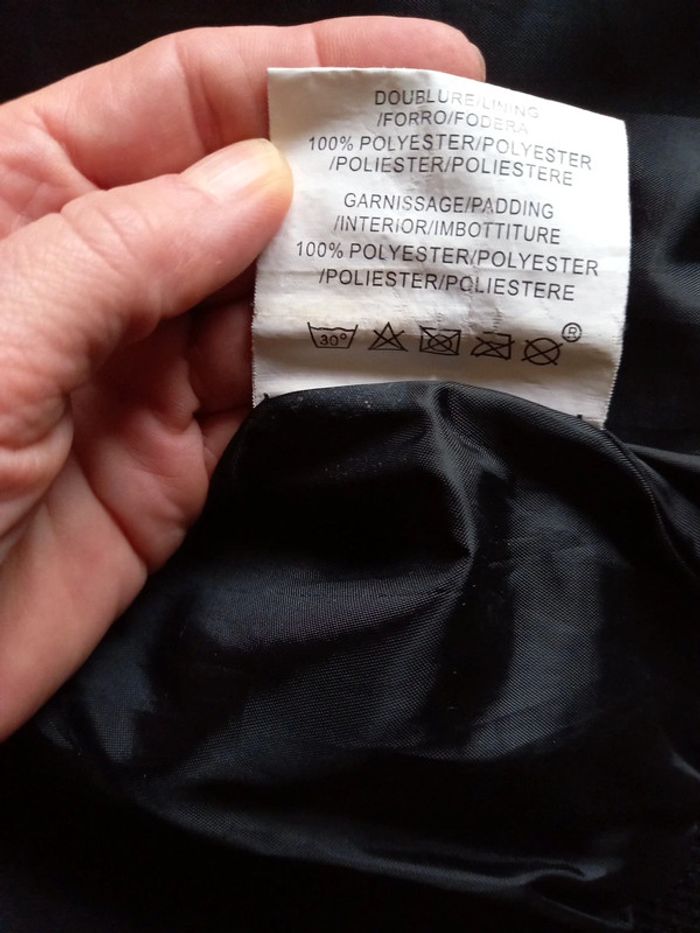 DOUBLURE/LINING
/FORRO/FODERA
100% POLYESTER/POLYESTER
/POLIESTER/POLIESTERE
GARNISSAGE/PADDING
/INTERIOR/IMBOTTITURE
100% POLYESTER/POLYESTER
/POLIESTER/POLIESTERE
30° ®